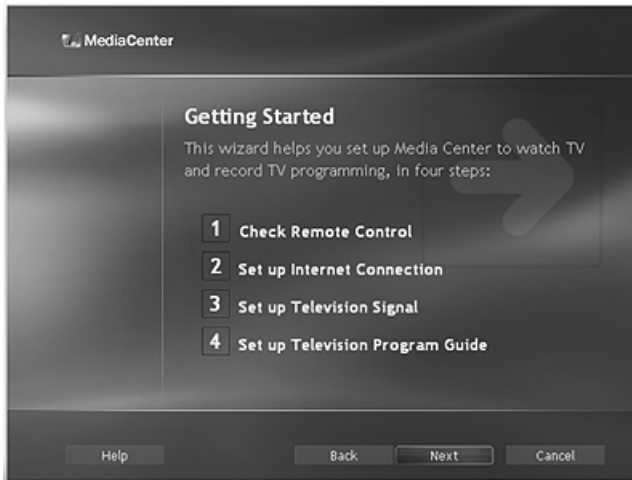 MediaCenter
Getting Started
This wizard helps you set up Media Center to watch TV
and record TV programming, in four steps:
1 Check Remote Control
2 Set up Internet Connection
3 Set up Television Signal
4 Set up Television Program Guide
Help Back Next Cancel